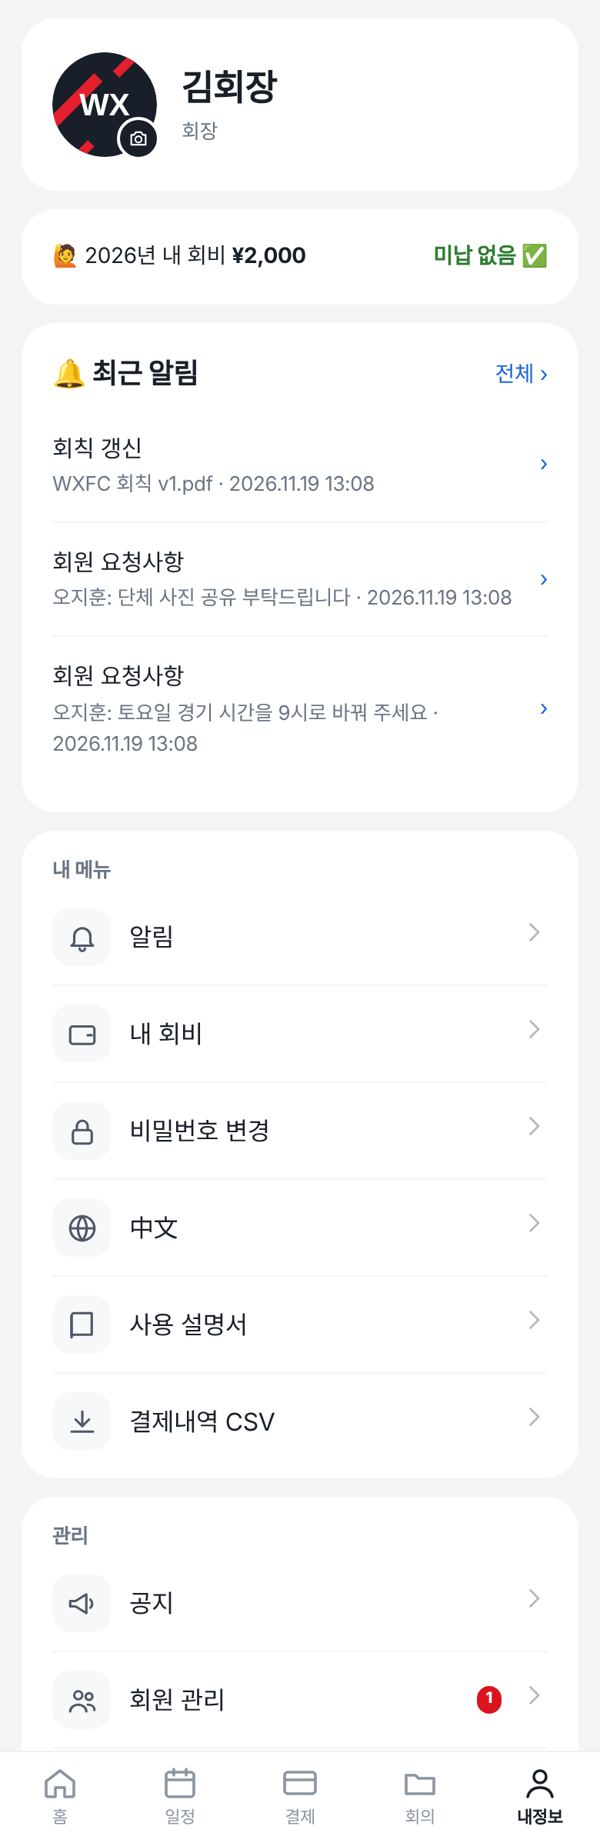 WX
김회장
회장
🙋 2026년 내 회비 ¥2,000
미납 없음 ✅
🔔 최근 알림
전체 ›
회칙 갱신
WXFC 회칙 v1.pdf · 2026.11.19 13:08
회원 요청사항
오지훈: 단체 사진 공유 부탁드립니다 · 2026.11.19 13:08
회원 요청사항
오지훈: 토요일 경기 시간을 9시로 바꿔 주세요 ·
2026.11.19 13:08
내 메뉴
알림
내 회비
비밀번호 변경
中文
사용 설명서
결제내역 CSV
관리
공지
회원 관리
1
홈
일정
결제
회의
내정보